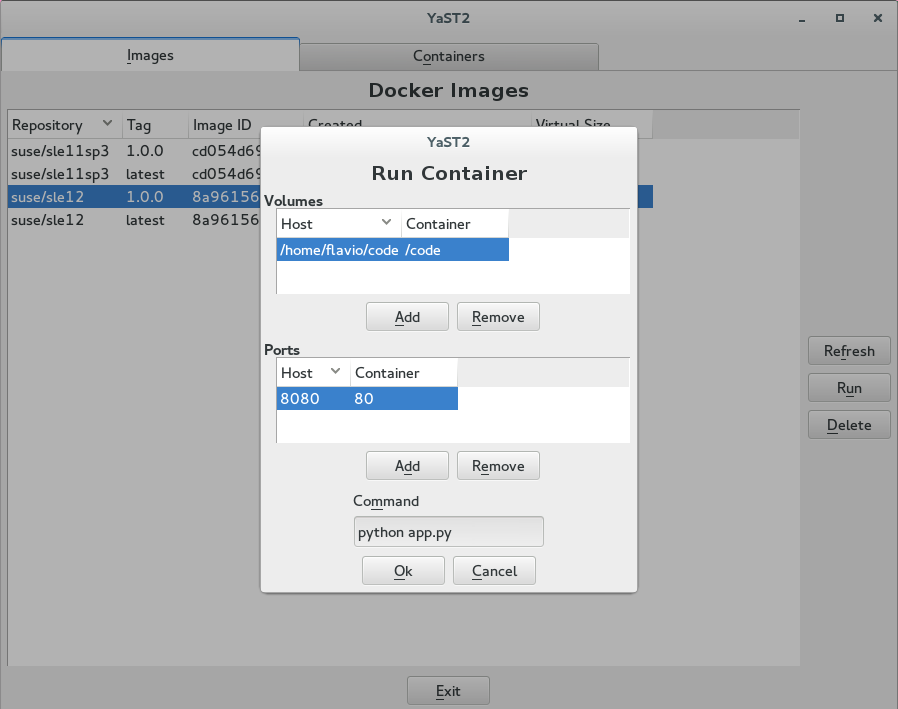 YaST2
Images
Containers
Docker Images
Repository Tag Image ID Created Virtual Size
suse/sle11sp3 1.0.0 cd054d69
suse/sle11sp3 latest cd054d69
suse/sle12 1.0.0 8a96156
suse/sle12 latest 8a96156
YaST2
Run Container
Volumes
Host Container
/home/flavio/code /code
Add Remove
Ports
Host Container
8080 80
Add Remove
Command
python app.py
Ok Cancel
Refresh
Run
Delete
Exit